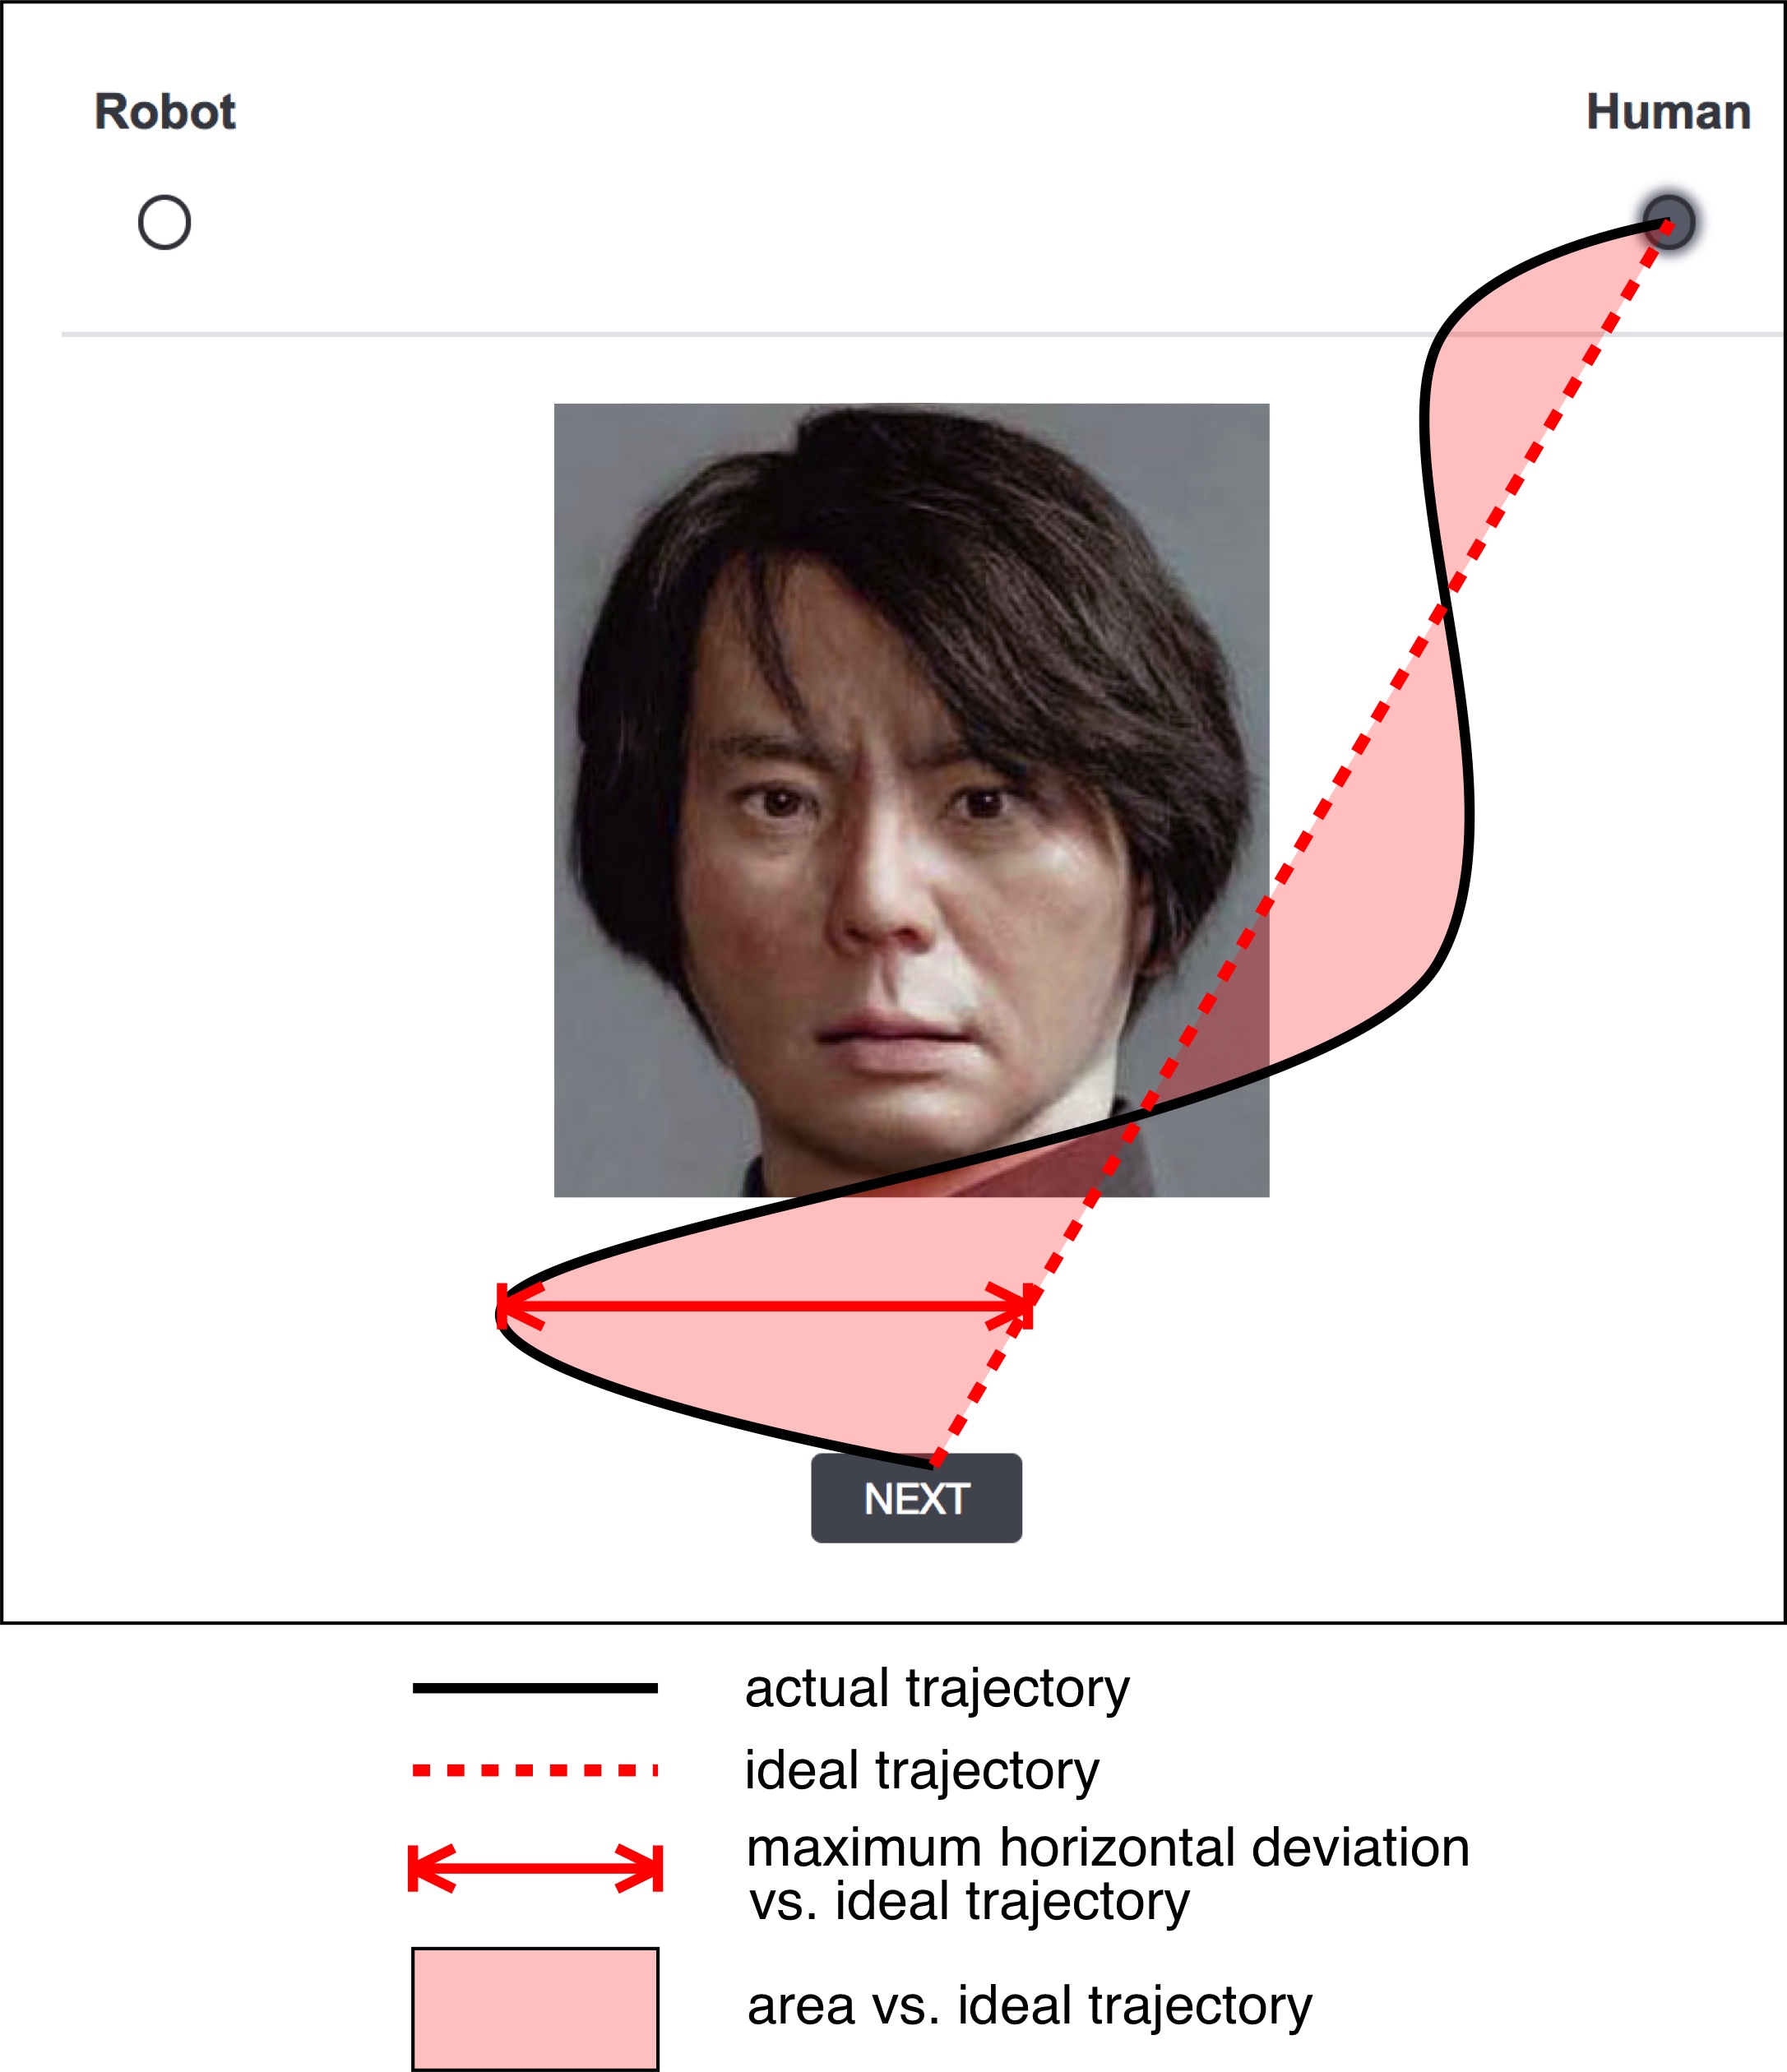 Robot
Human
NEXT
actual trajectory
ideal trajectory
maximum horizontal deviation
vs. ideal trajectory
area vs. ideal trajectory